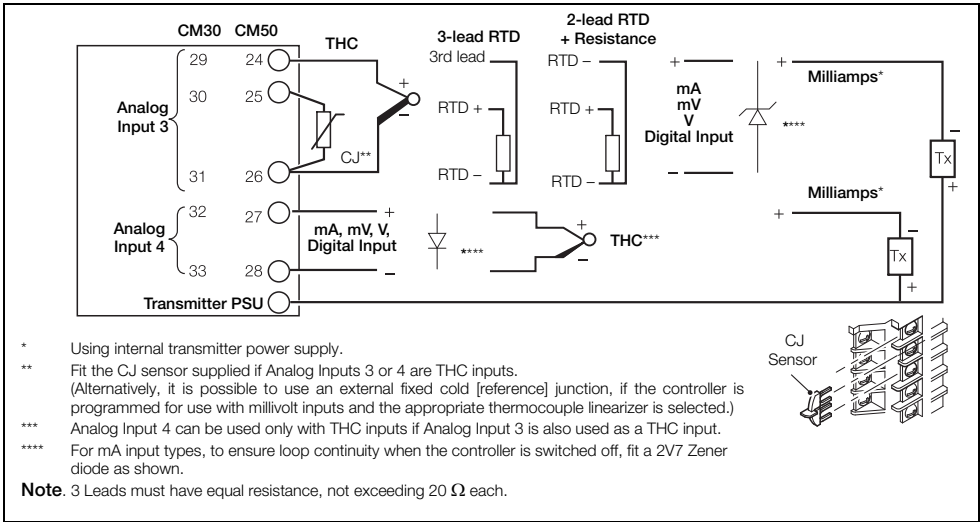 CM30 CM50
THC
3-lead RTD
2-lead RTD
+ Resistance
29 24
3rd lead
RTD –
+
+
Milliamps*
30 25
Analog
Input 3
+
RTD +
RTD +
mA
mV
V
Digital Input
****
–
–
CJ**
Tx
31 26
RTD –
RTD –
–
Milliamps*
+
32 27
+
+
+
–
Analog
Input 4
mA, mV, V,
Digital Input
****
THC***
Tx
33 28
–
–
+
Transmitter PSU
CJ
Sensor
* Using internal transmitter power supply.
** Fit the CJ sensor supplied if Analog Inputs 3 or 4 are THC inputs.
(Alternatively, it is possible to use an external fixed cold [reference] junction, if the controller is
programmed for use with millivolt inputs and the appropriate thermocouple linearizer is selected.)
*** Analog Input 4 can be used only with THC inputs if Analog Input 3 is also used as a THC input.
**** For mA input types, to ensure loop continuity when the controller is switched off, fit a 2V7 Zener
diode as shown.
Note. 3 Leads must have equal resistance, not exceeding 20 Ω each.